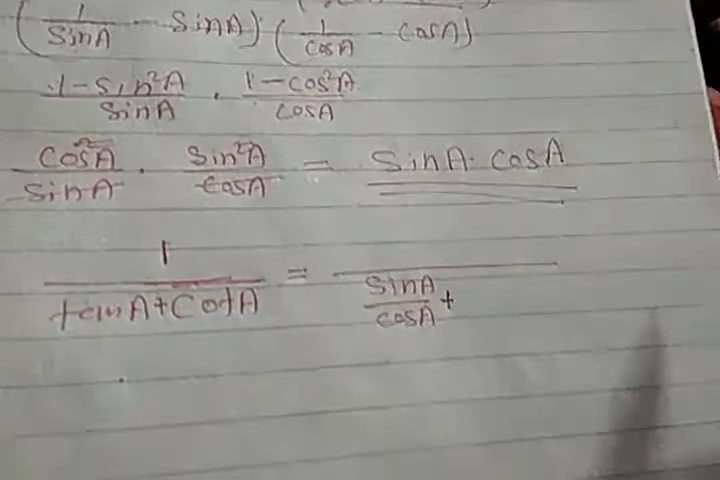 (1/sinA - sinA) (1/cosA - cosA)
1-sin²A/sinA . 1-cos²A/cosA
cos²A/sinA . sin²A/cosA = sinA. cosA
1/tanA+cotA = /sinA/cosA +